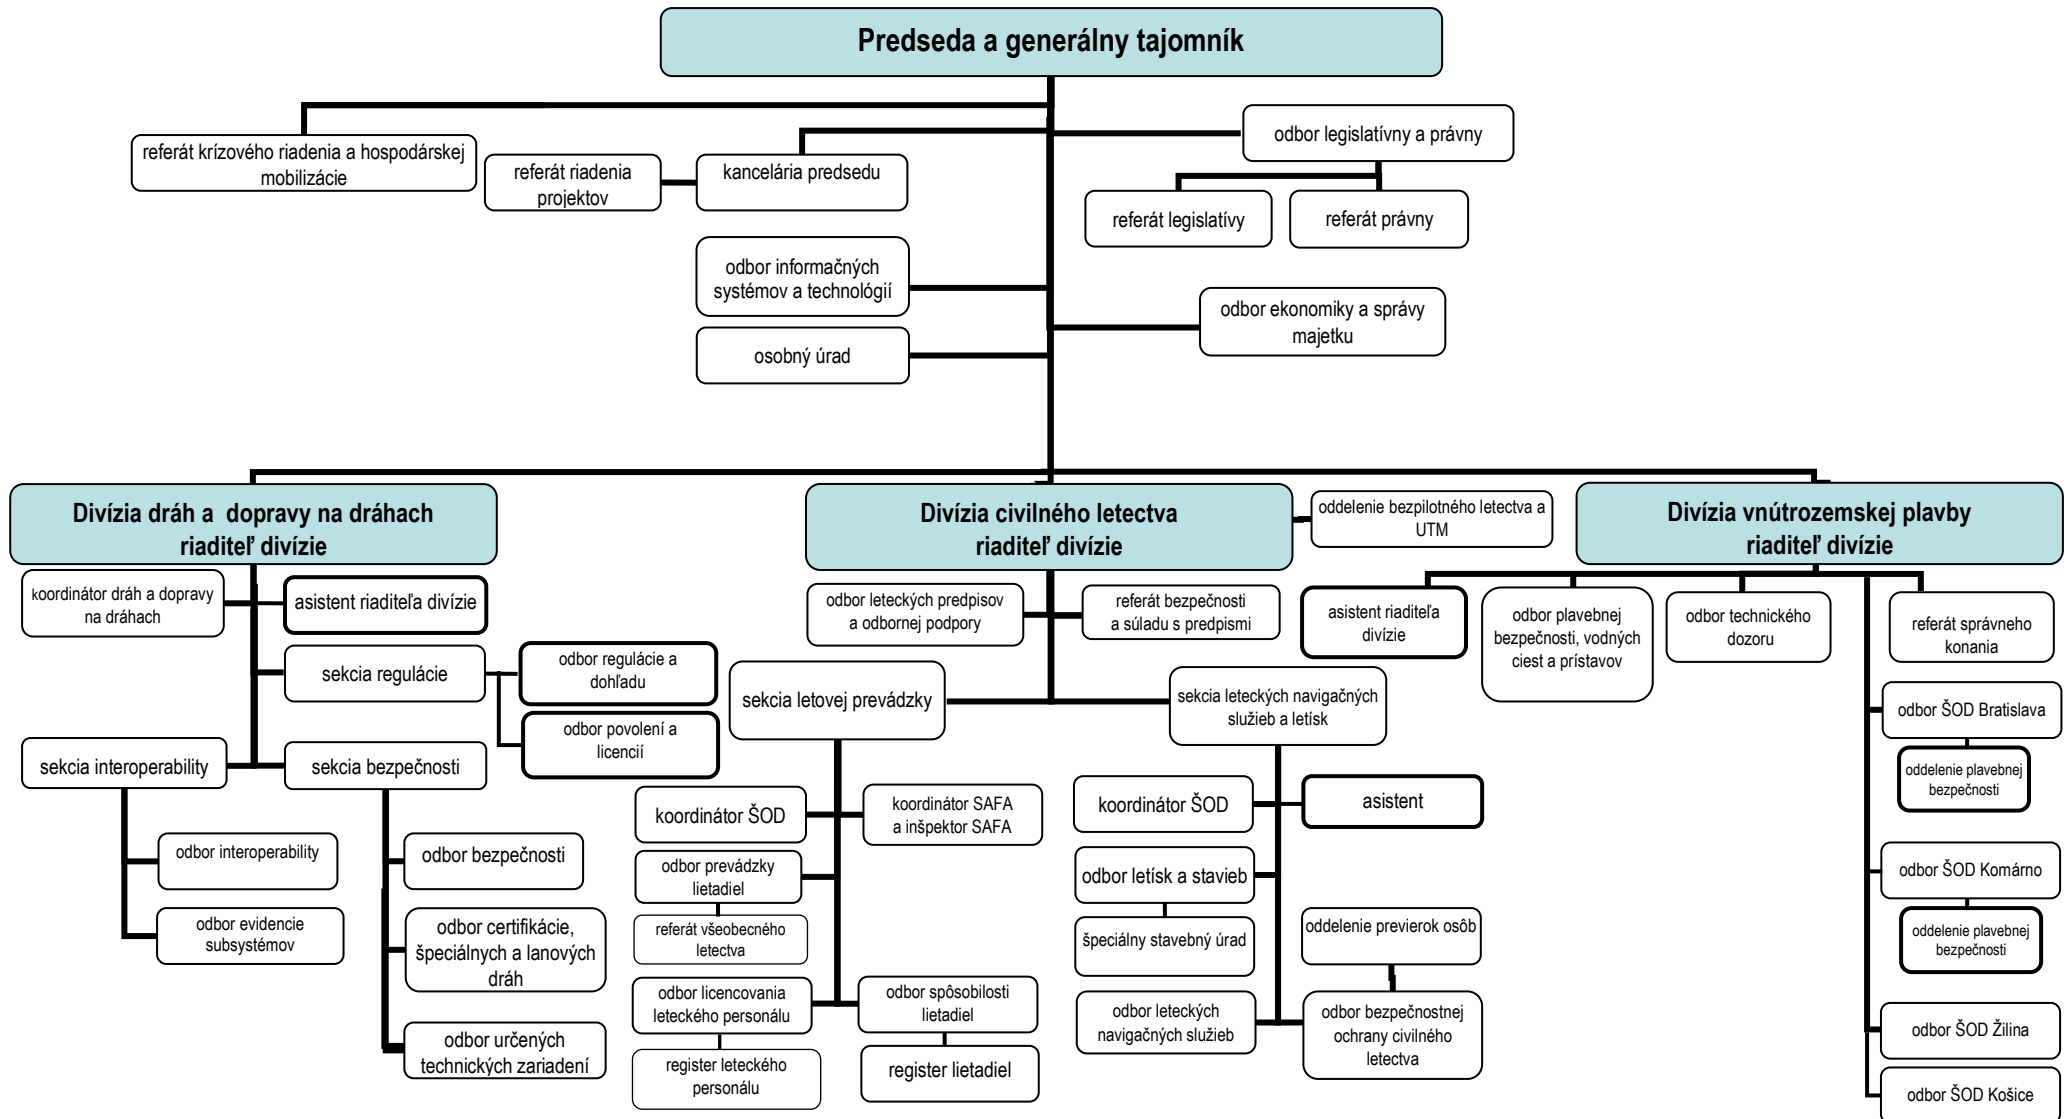 Predseda a generálny tajomník
referát krízového riadenia a hospodárskej
mobilizácie
referát riadenia
projektov
kancelária predsedu
odbor legislatívny a právny
referát legislatívy
referát právny
odbor informačných
systémov a technológií
odbor ekonomiky a správy
majetku
osobný úrad
Divízia dráh a dopravy na dráhach
riaditeľ divízie
Divízia civilného letectva
riaditeľ divízie
oddelenie bezpilotného letectva a
UTM
Divízia vnútrozemskej plavby
riaditeľ divízie
koordinátor dráh a dopravy
na dráhach
asistent riaditeľa divízie
sekcia regulácie
odbor regulácie a
dohľadu
odbor povolení a
licencií
sekcia interoperability
sekcia bezpečnosti
odbor interoperability
odbor evidencie
subsystémov
odbor bezpečnosti
odbor certifikácie,
špeciálnych a lanových
dráh
odbor určených
technických zariadení
odbor leteckých predpisov
a odbornej podpory
referát bezpečnosti
a súladu s predpismi
sekcia letovej prevádzky
sekcia leteckých navigačných
služieb a letísk
koordinátor ŠOD
koordinátor SAFA
a inšpektor SAFA
odbor prevádzky
lietadiel
referát všeobecného
letectva
odbor licencovania
leteckého personálu
odbor spôsobilosti
lietadiel
register leteckého
personálu
register lietadiel
koordinátor ŠOD
asistent
odbor letísk a stavieb
špeciálny stavebný úrad
oddelenie previerok osôb
odbor leteckých
navigačných služieb
odbor bezpečnostnej
ochrany civilného
letectva
asistent riaditeľa
divízie
odbor plavebnej
bezpečnosti, vodných
ciest a prístavov
odbor technického
dozoru
referát správneho
konania
odbor ŠOD Bratislava
oddelenie plavebnej
bezpečnosti
odbor ŠOD Komárno
oddelenie plavebnej
bezpečnosti
odbor ŠOD Žilina
odbor ŠOD Košice